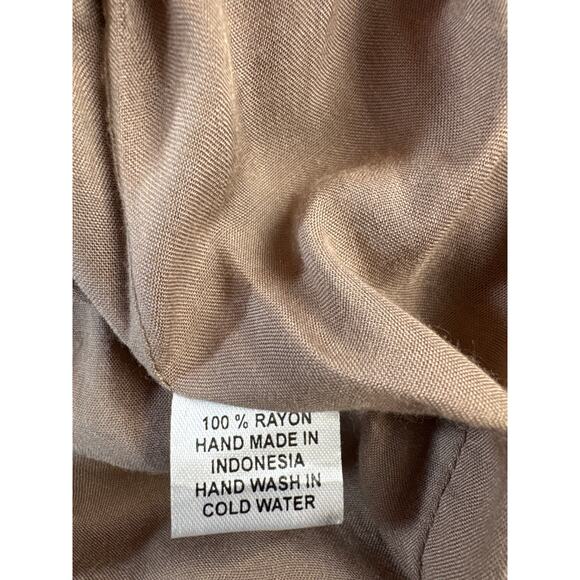 100 % RAYON
HAND MADE IN
INDONESIA
HAND WASH IN
COLD WATER